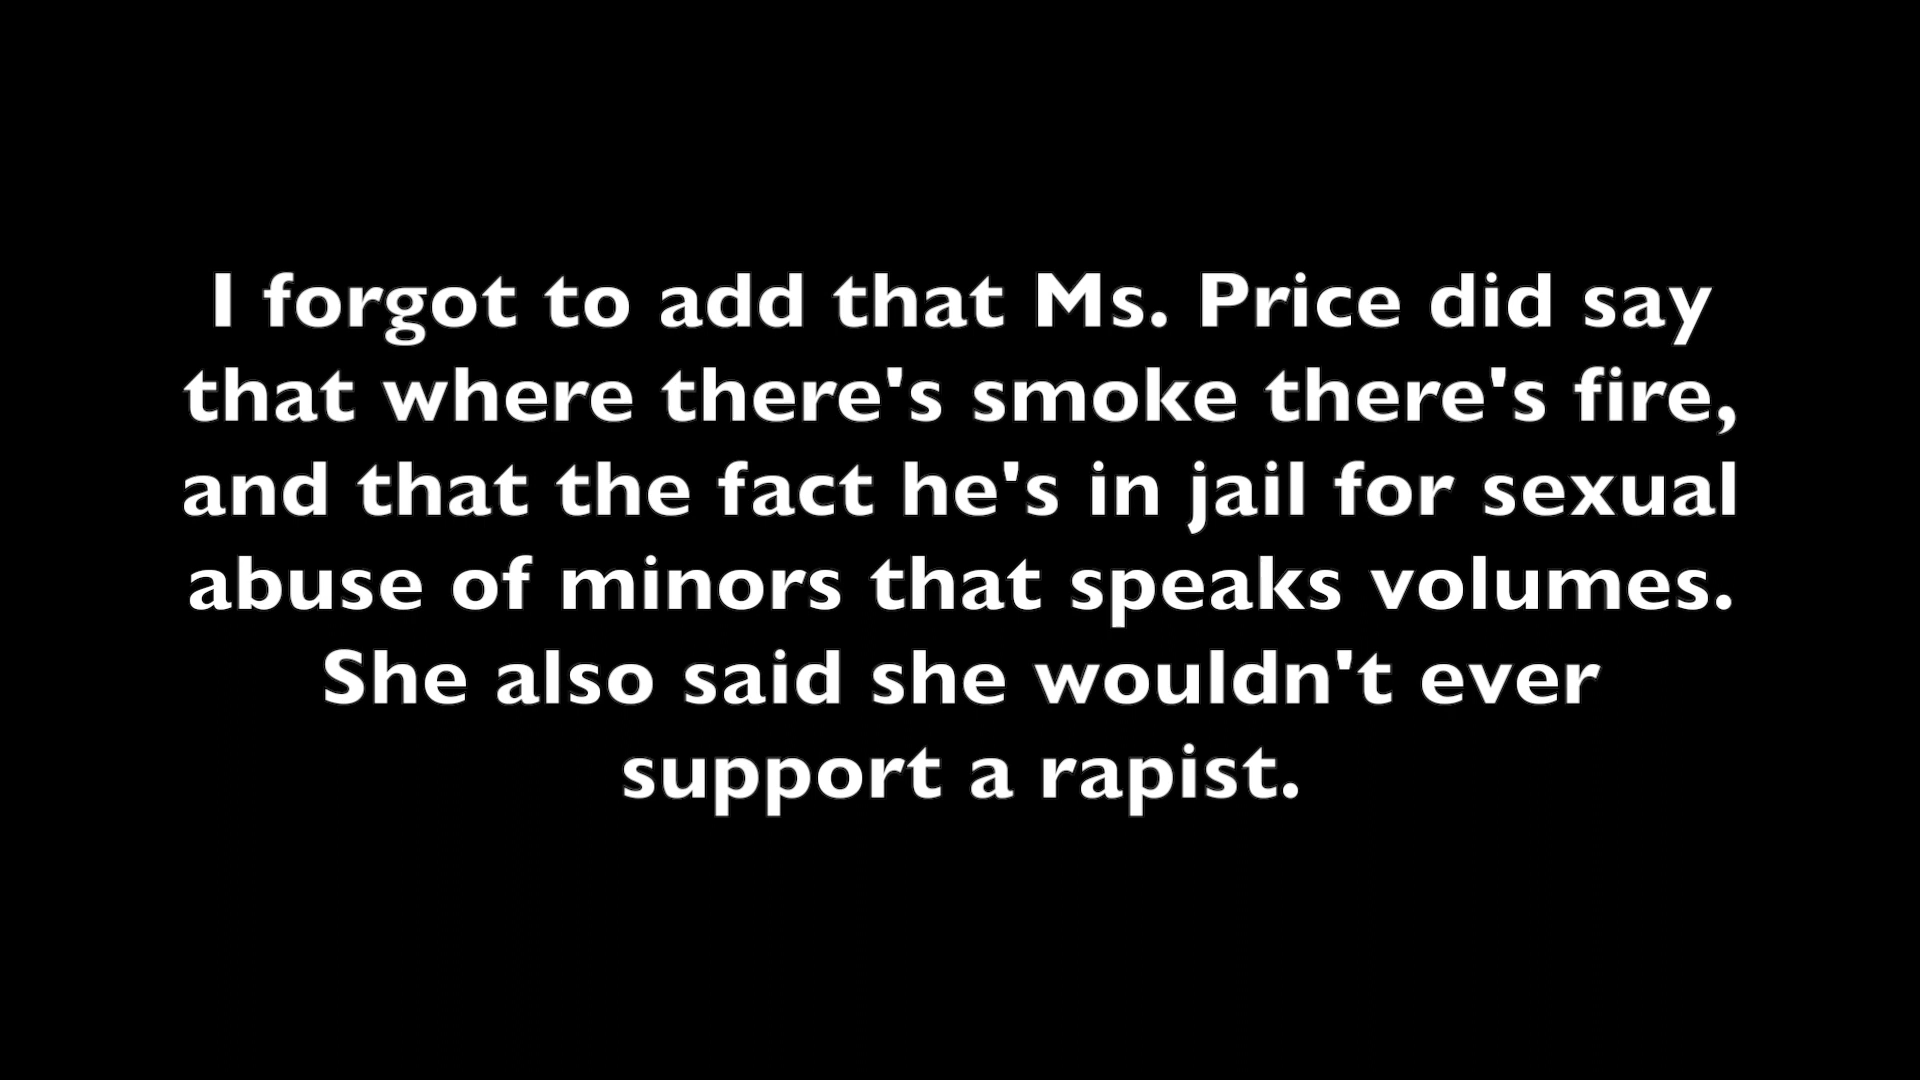 I forgot to add that Ms. Price did say
that where there's smoke there's fire,
and that the fact he's in jail for sexual
abuse of minors that speaks volumes.
She also said she wouldn't ever
support a rapist.